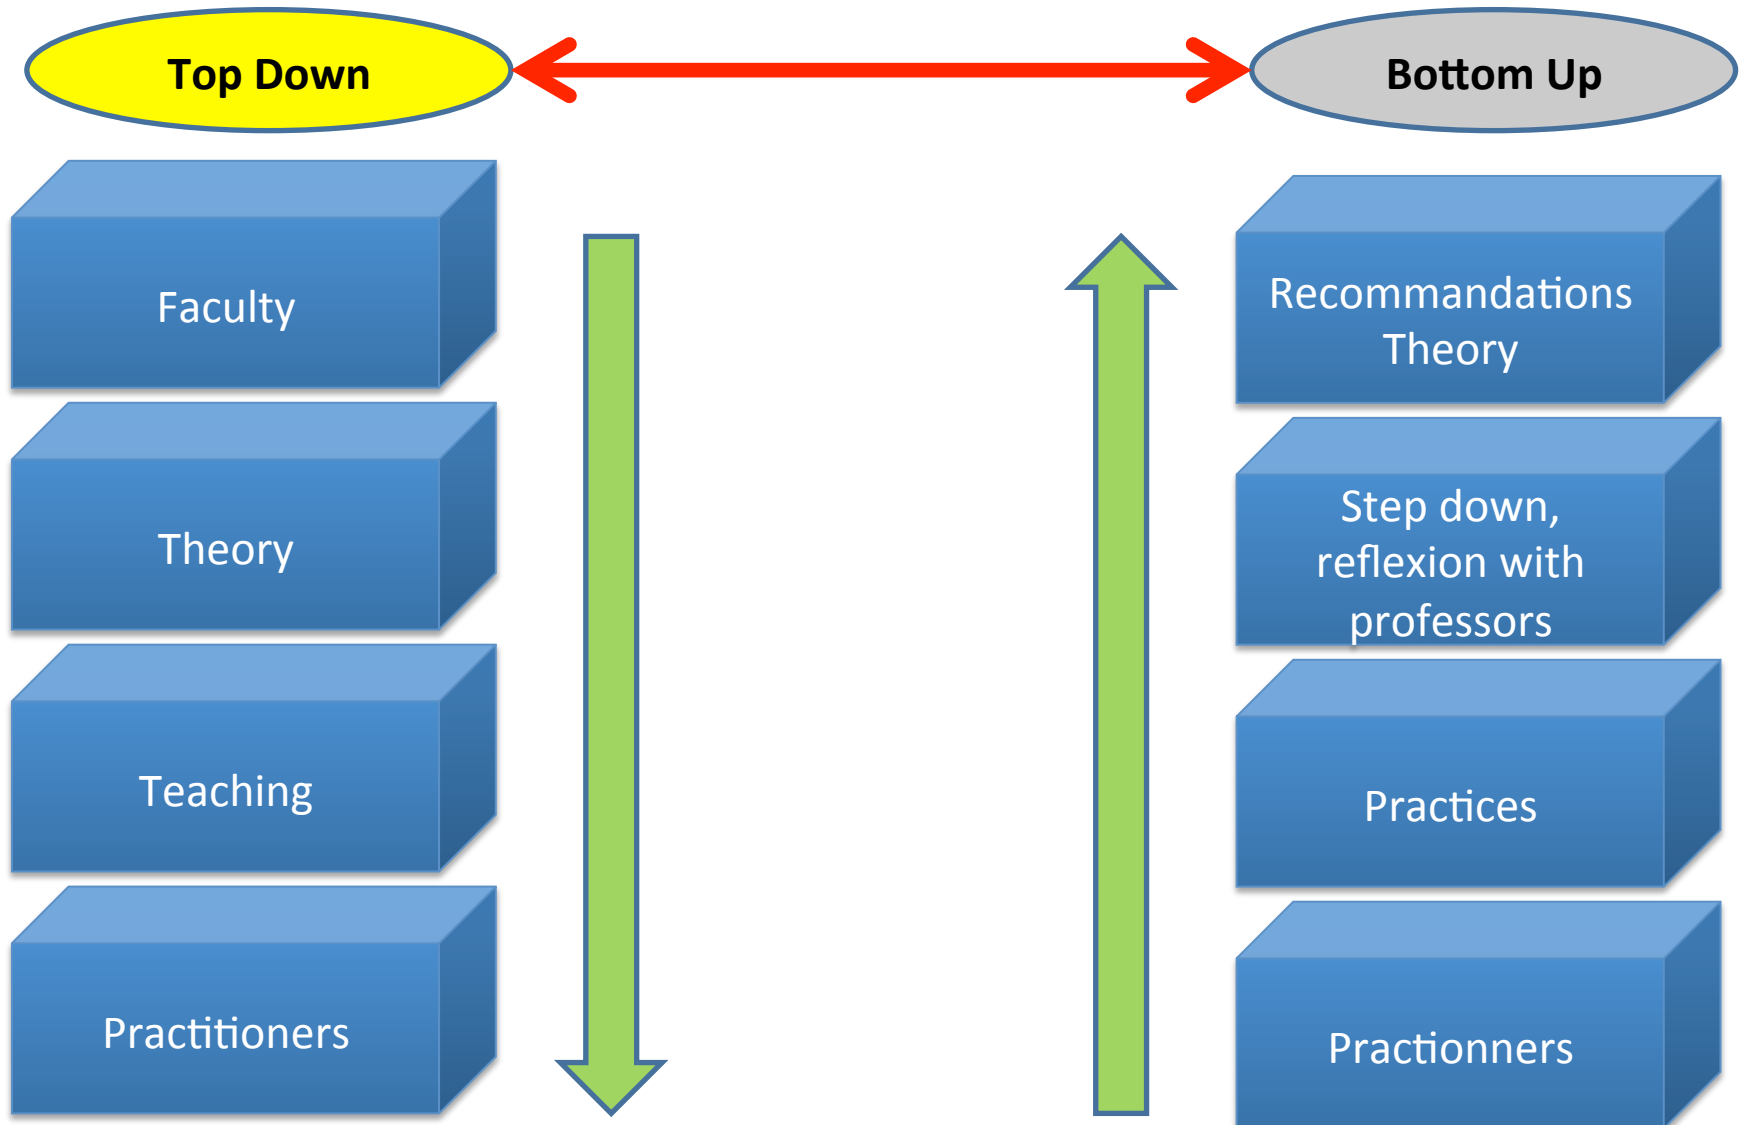 Top Down
Bottom Up
Faculty
Theory
Teaching
Practitioners
Recommandations
Theory
Step down,
reflexion with
professors
Practices
Practionners